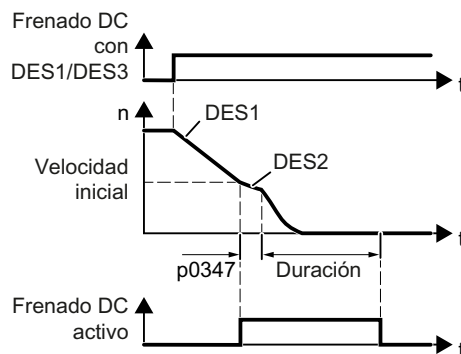 Frenado DC
con
DES1/DES3
t
n
DES1
Velocidad
inicial
DES2
t
p0347
Duración
Frenado DC
activo
t